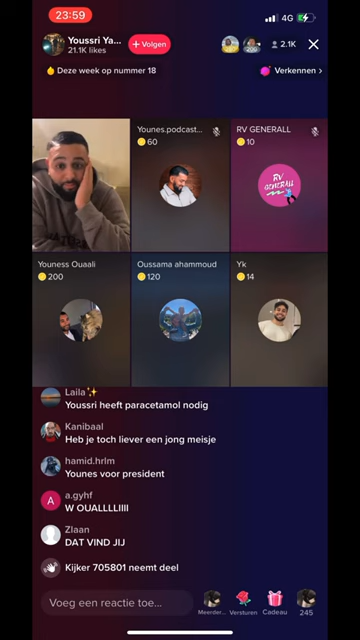 23:59
4G
Youssri Ya...
21.1K likes
+ Volgen
2.1K
Deze week op nummer 18
Verkennen >
Younes.podcast...
60
RV GENERALL
10
RV
GENERALL
Youness Ouaali
200
Oussama ahammoud
120
Yk
14
Laila✨
Youssri heeft paracetamol nodig
Kanibaal
Heb je toch liever een jong meisje
hamid.hrlm
Younes voor president
A
a.gyhf
W OUALLLLIIII
Zlaan
DAT VIND JIJ
Kijker 705801 neemt deel
Voeg een reactie toe...
Meerder...
Versturen
Cadeau
245